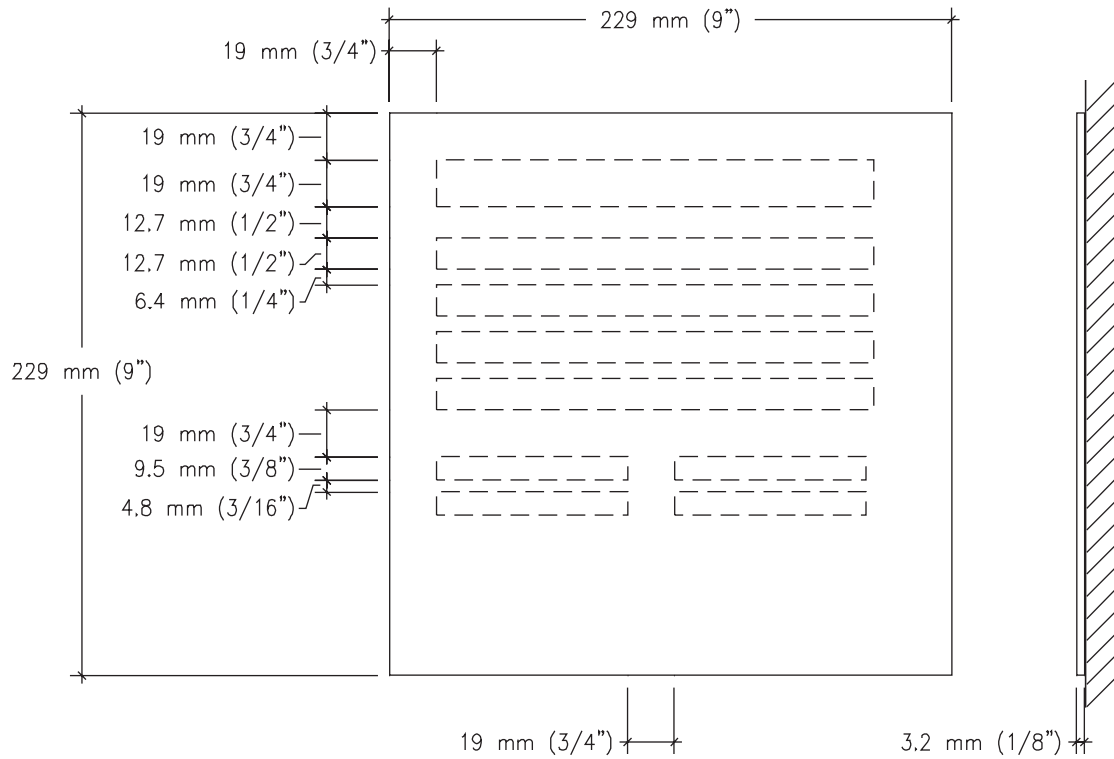 229 mm (9")
19 mm (3/4")
19 mm (3/4")
19 mm (3/4")
12.7 mm (1/2")
12.7 mm (1/2")
6.4 mm (1/4")
229 mm (9")
19 mm (3/4")
9.5 mm (3/8")
4.8 mm (3/16")
19 mm (3/4")
3.2 mm (1/8")